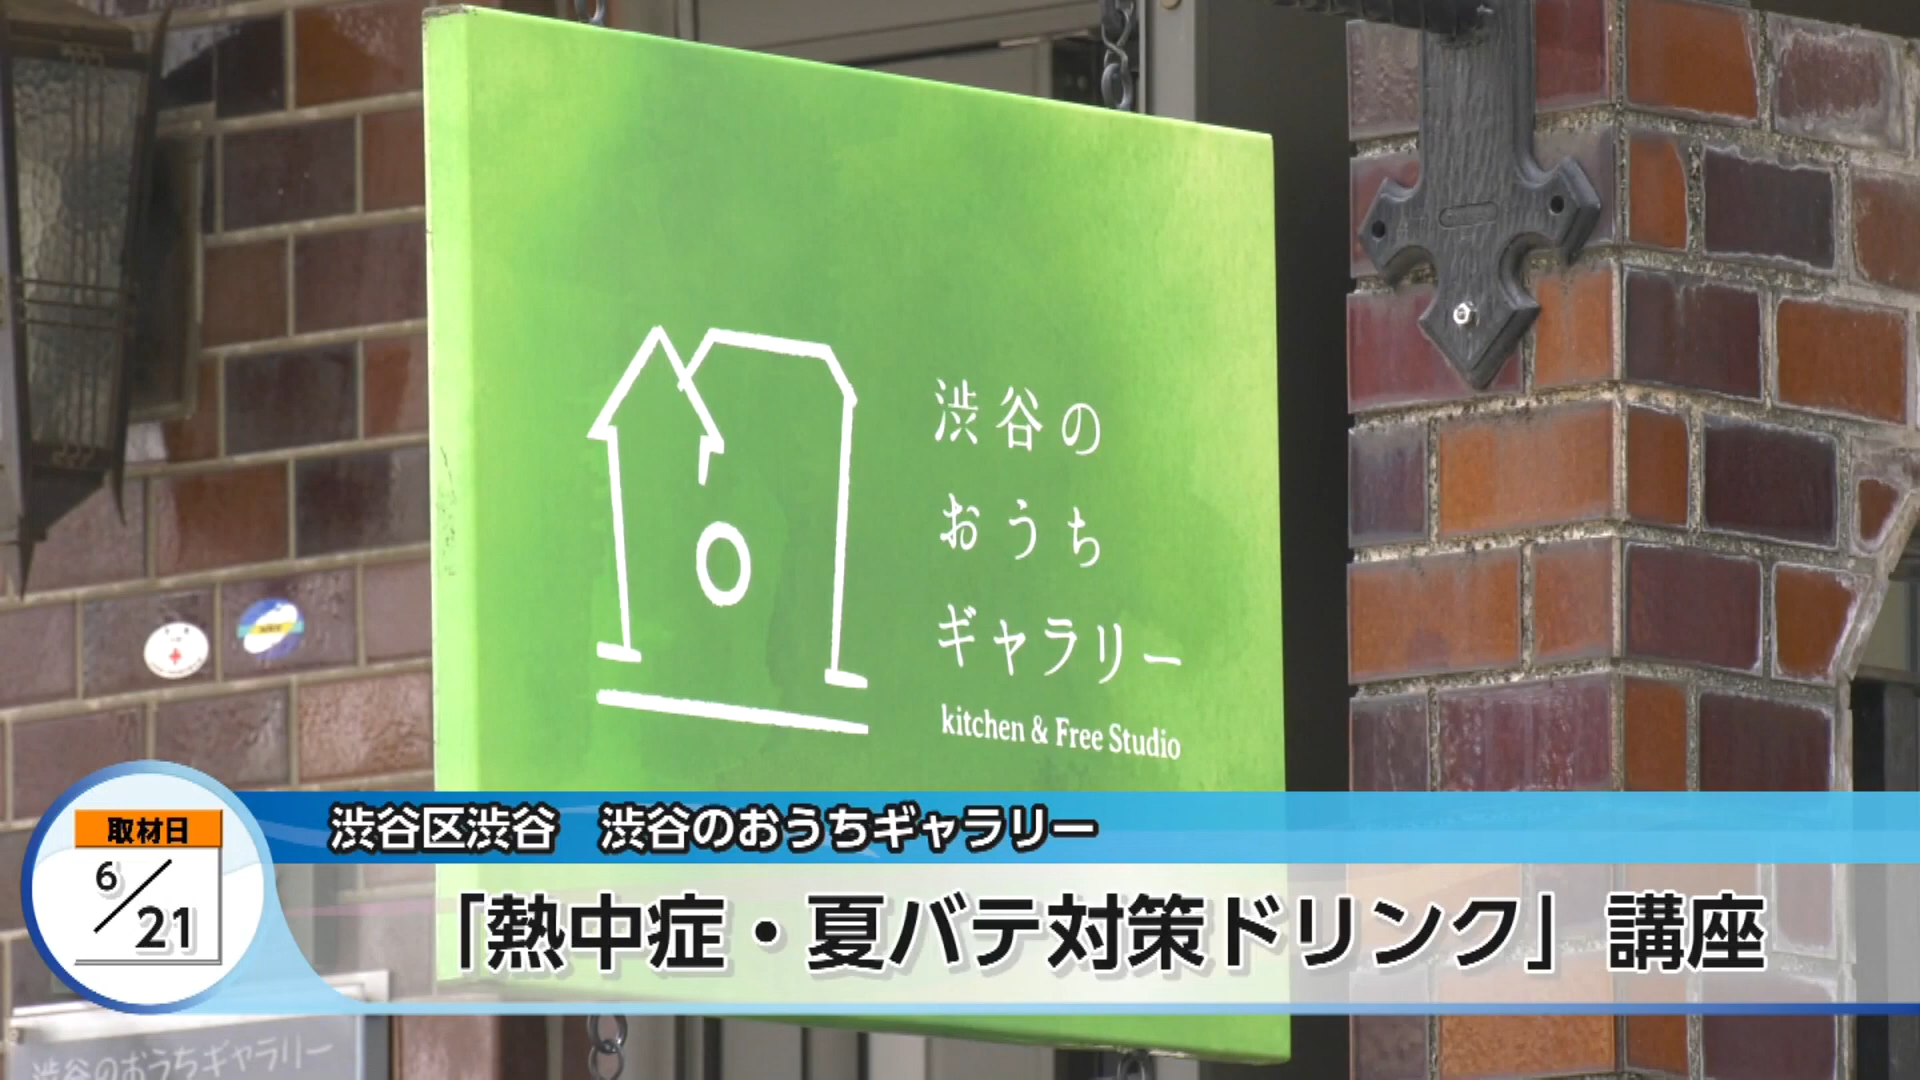 渋谷の
おうち
ギャラリー
kitchen & Free Studio
取材日
6/21
渋谷区渋谷　渋谷のおうちギャラリー
「熱中症・夏バテ対策ドリンク」講座
渋谷のおうちギャラリー